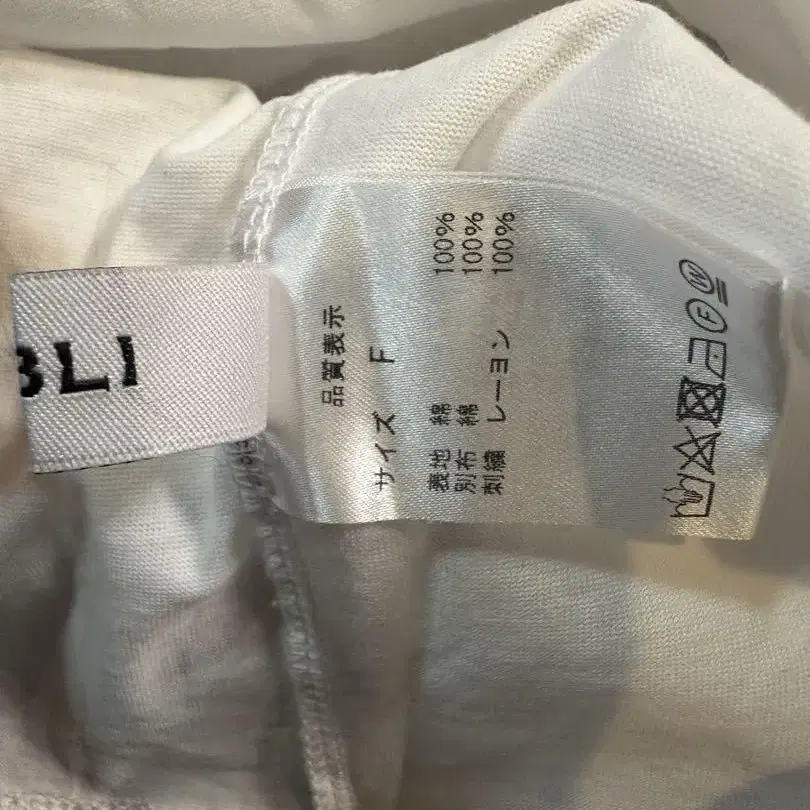 BLI
品質表示
サイズ F
表地 綿 100%
別布 綿 100%
刺繍 レーヨン 100%
F W